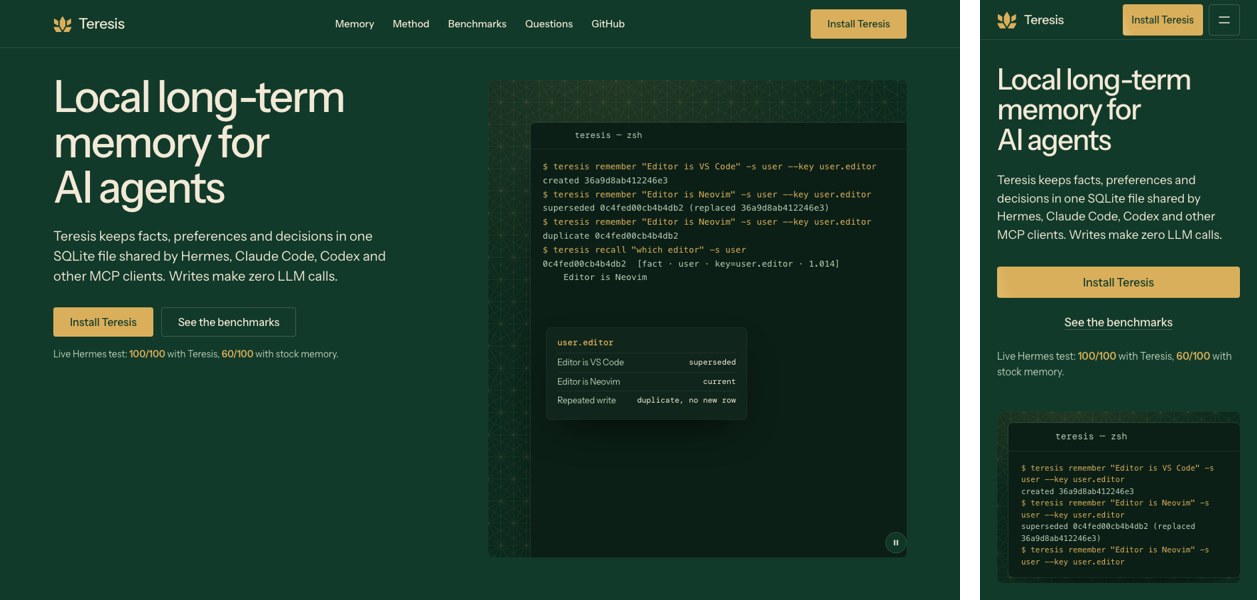 Teresis
Memory
Method
Benchmarks
Questions
GitHub
Install Teresis
Local long-term
memory for
AI agents
Teresis keeps facts, preferences and decisions in one
SQLite file shared by Hermes, Claude Code, Codex and
other MCP clients. Writes make zero LLM calls.
Install Teresis
See the benchmarks
Live Hermes test: 100/100 with Teresis, 60/100 with stock memory.
teresis — zsh
$ teresis remember "Editor is VS Code" -s user --key user.editor
created 36a9d8ab412246e3
$ teresis remember "Editor is Neovim" -s user --key user.editor
superseded 0c4fed00cb4b4db2 (replaced 36a9d8ab412246e3)
$ teresis remember "Editor is Neovim" -s user --key user.editor
duplicate 0c4fed00cb4b4db2
$ teresis recall "which editor" -s user
0c4fed00cb4b4db2 [fact · user · key=user.editor · 1.014]
Editor is Neovim
user.editor
Editor is VS Code superseded
Editor is Neovim current
Repeated write duplicate, no new row
Teresis
Install Teresis
Local long-term
memory for
AI agents
Teresis keeps facts, preferences and
decisions in one SQLite file shared by
Hermes, Claude Code, Codex and other
MCP clients. Writes make zero LLM calls.
Install Teresis
See the benchmarks
Live Hermes test: 100/100 with Teresis, 60/100 with
stock memory.
teresis — zsh
$ teresis remember "Editor is VS Code" -s
user --key user.editor
created 36a9d8ab412246e3
$ teresis remember "Editor is Neovim" -s
user --key user.editor
superseded 0c4fed00cb4b4db2 (replaced
36a9d8ab412246e3)
$ teresis remember "Editor is Neovim" -s
user --key user.editor